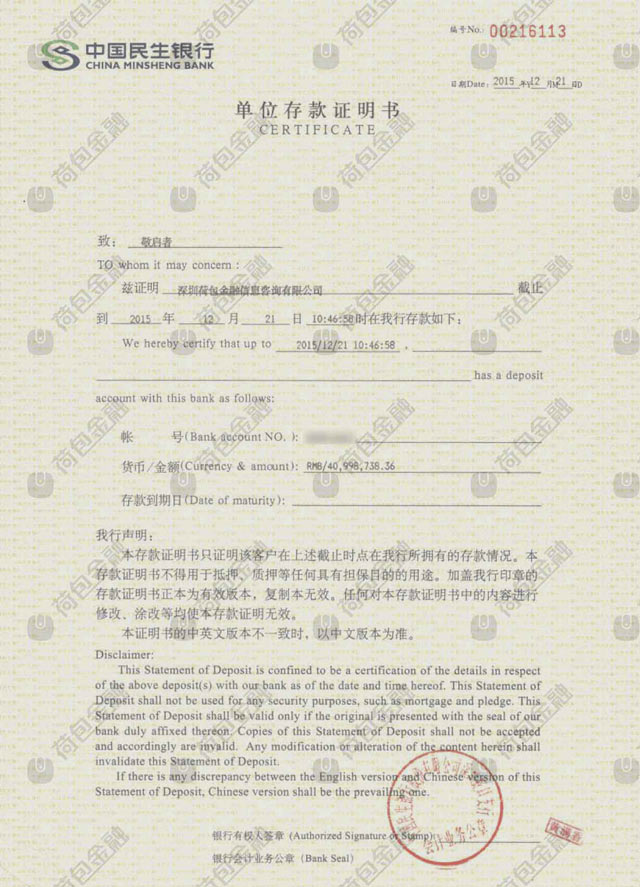 编号No.: 00216113
中国民生银行
CHINA MINSHENG BANK
日期Date: 2015 年Y 12 月M 21 日D
单位存款证明书
CERTIFICATE
致: 敬启者
TO whom it may concern :
兹证明 深圳荷包金融信息咨询有限公司 截止
到 2015 年 12 月 21 日 10:46:58时在我行存款如下:
We hereby certify that up to 2015/12/21 10:46:58 ,
has a deposit
account with this bank as follows:
帐 号(Bank account NO. ):
货币/金额(Currency & amount): RMB/40,998,738.36
存款到期日(Date of maturity):
我行声明:
本存款证明书只证明该客户在上述截止时点在我行所拥有的存款情况。本
存款证明书不得用于抵押、质押等任何具有担保目的的用途。加盖我行印章的
存款证明书正本为有效版本，复制本无效。任何对本存款证明书中的内容进行
修改、涂改等均使本存款证明无效。
本证明书的中英文版本不一致时，以中文版本为准。
Disclaimer:
This Statement of Deposit is confined to be a certification of the details in respect
of the above deposit(s) with our bank as of the date and time hereof. This Statement of
Deposit shall not be used for any security purposes, such as mortgage and pledge. This
Statement of Deposit shall be valid only if the original is presented with the seal of our
bank duly affixed thereon. Copies of this Statement of Deposit shall not be accepted
and accordingly are invalid. Any modification or alteration of the content herein shall
invalidate this Statement of Deposit.
If there is any discrepancy between the English version and Chinese version of this
Statement of Deposit, Chinese version shall be the prevailing one.
银行有权人签章 (Authorized Signature or Stamp)
银行会计业务公章 (Bank Seal)
荷包金融